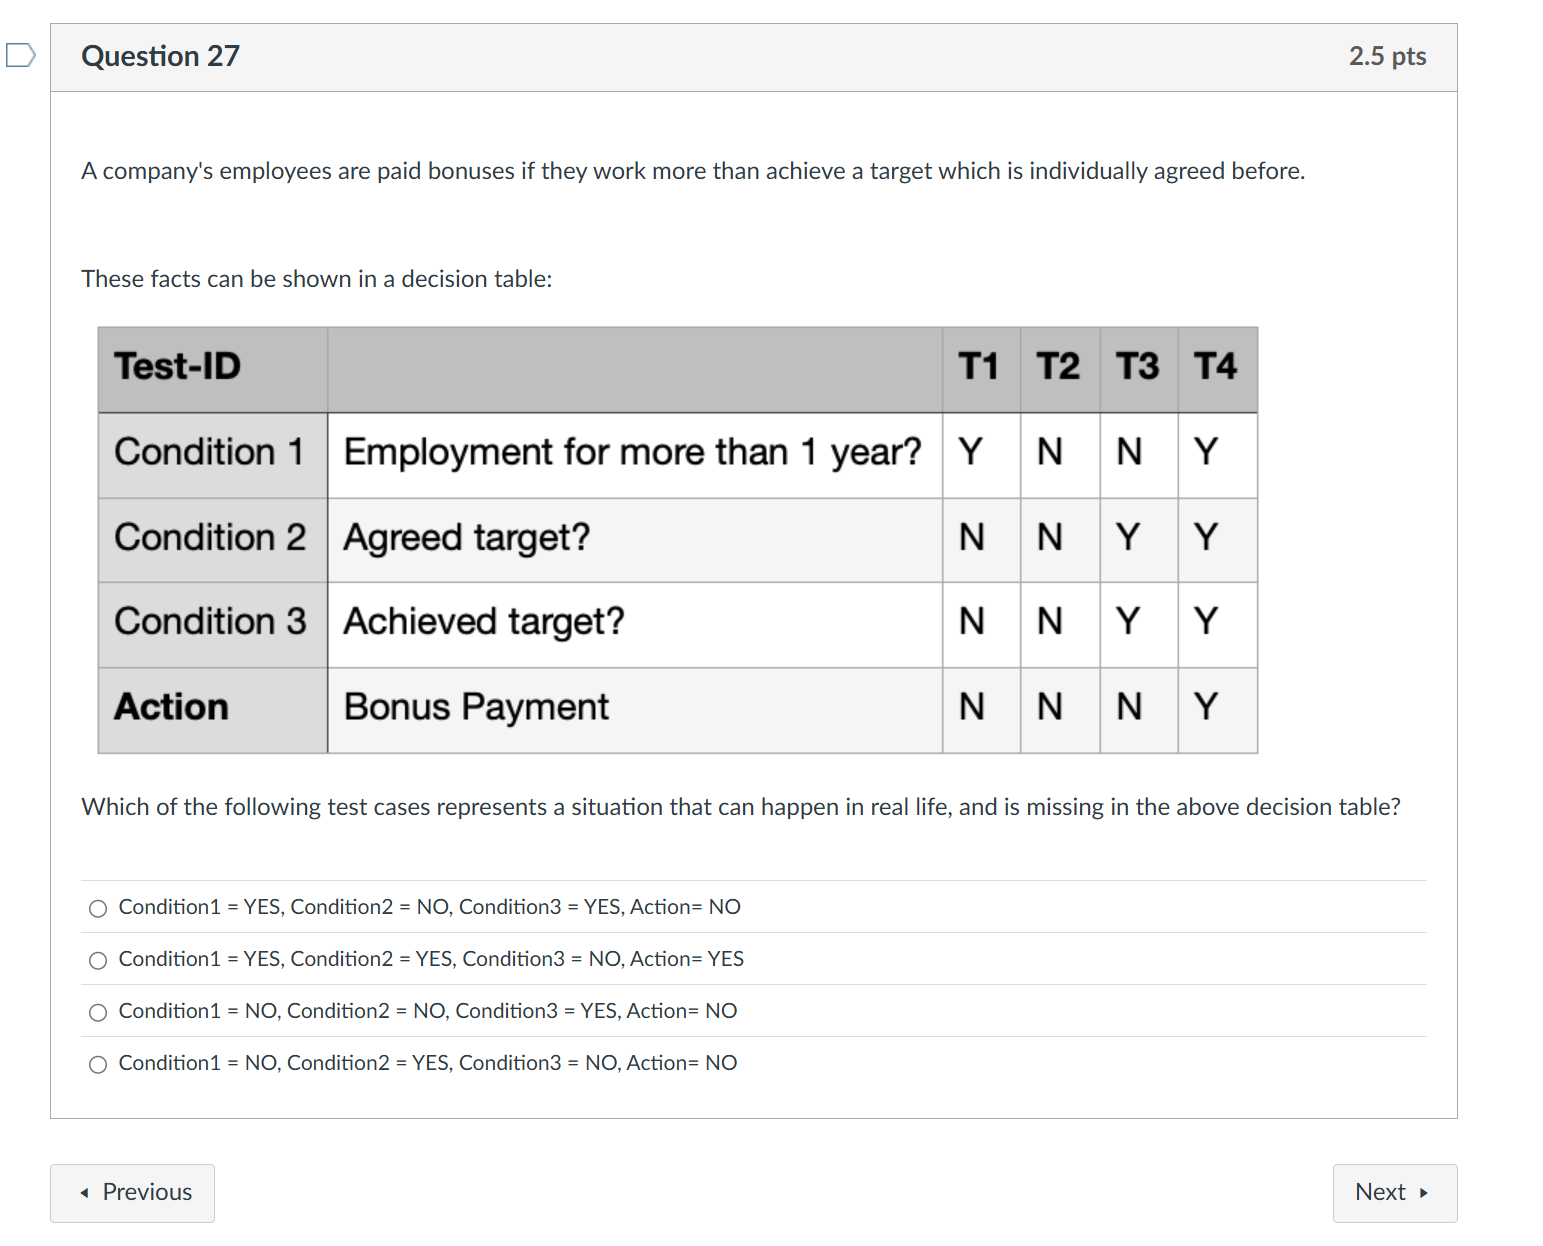 Question 27 2.5 pts
A company's employees are paid bonuses if they work more than achieve a target which is individually agreed before.
These facts can be shown in a decision table:
Test-ID T1 T2 T3 T4
Condition 1 Employment for more than 1 year? Y N N Y
Condition 2 Agreed target? N N Y Y
Condition 3 Achieved target? N N Y Y
Action Bonus Payment N N N Y
Which of the following test cases represents a situation that can happen in real life, and is missing in the above decision table?
Condition1 = YES, Condition2 = NO, Condition3 = YES, Action= NO
Condition1 = YES, Condition2 = YES, Condition3 = NO, Action= YES
Condition1 = NO, Condition2 = NO, Condition3 = YES, Action= NO
Condition1 = NO, Condition2 = YES, Condition3 = NO, Action= NO
Previous Next